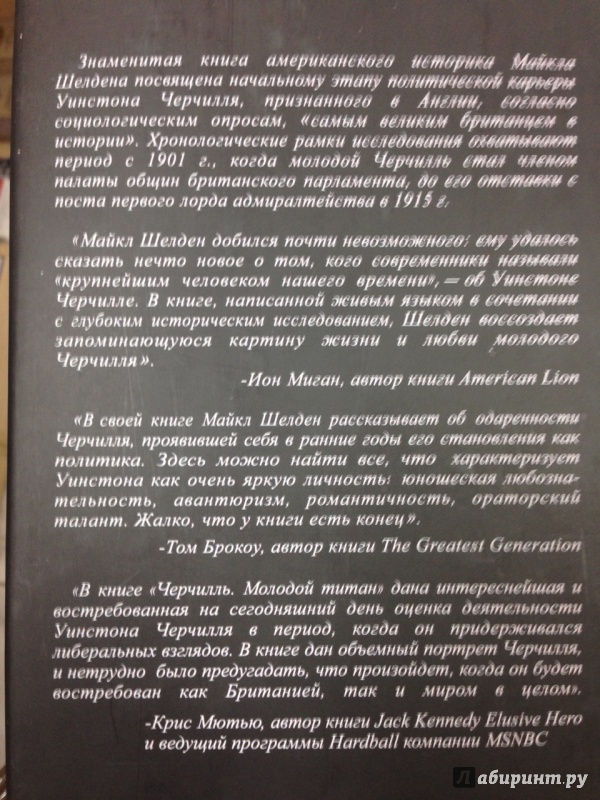 Знаменитая книга американского историка Майкла
Шелдена посвящена начальному этапу политической карьеры
Уинстона Черчилля, признанного в Англии, согласно
социологическим опросам, «самым великим британцем в
истории». Хронологические рамки исследования охватывают
период с 1901 г., когда молодой Черчилль стал членом
палаты общин британского парламента, до его отставки с
поста первого лорда адмиралтейства в 1915 г.
«Майкл Шелден добился почти невозможного: ему удалось
сказать нечто новое о том, кого современники называли
«крупнейшим человеком нашего времени», – об Уинстоне
Черчилле. В книге, написанной живым языком в сочетании
с глубоким историческим исследованием, Шелден воссоздает
запоминающуюся картину жизни и любви молодого
Черчилля».
-Ион Миган, автор книги American Lion
«В своей книге Майкл Шелден рассказывает об одаренности
Черчилля, проявившей себя в ранние годы его становления как
политика. Здесь можно найти все, что характеризует
Уинстона как очень яркую личность: юношеская любозна-
тельность, авантюризм, романтичность, ораторский
талант. Жалко, что у книги есть конец».
-Том Брокоу, автор книги The Greatest Generation
«В книге «Черчилль. Молодой титан» дана интереснейшая и
востребованная на сегодняшний день оценка деятельности
Уинстона Черчилля в период, когда он придерживался
либеральных взглядов. В книге дан объемный портрет Черчилля,
и нетрудно было предугадать, что произойдет, когда он будет
востребован как Британией, так и миром в целом».
-Крис Мютью, автор книги Jack Kennedy Elusive Hero
и ведущий программы Hardball компании MSNBC
лабиринт.ру